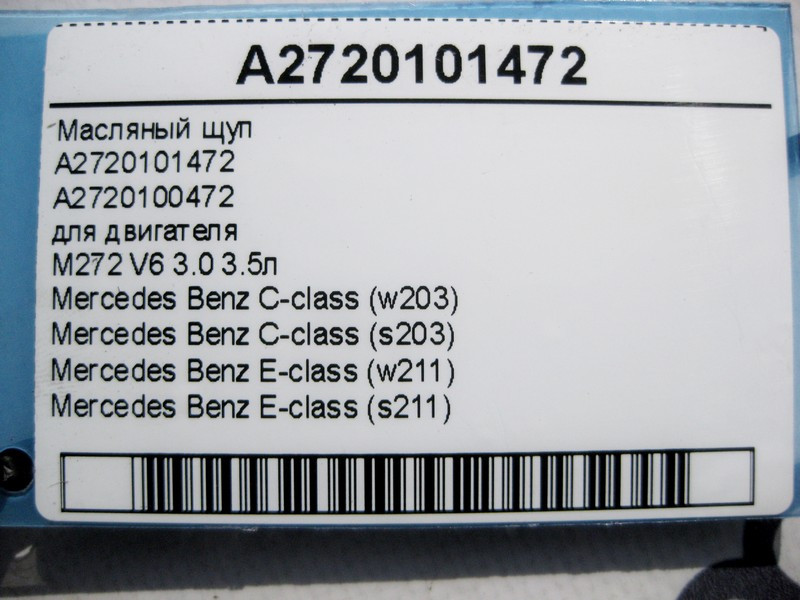 A2720101472
Масляный щуп
A2720101472
A2720100472
для двигателя
M272 V6 3.0 3.5л
Mercedes Benz C-class (w203)
Mercedes Benz C-class (s203)
Mercedes Benz E-class (w211)
Mercedes Benz E-class (s211)